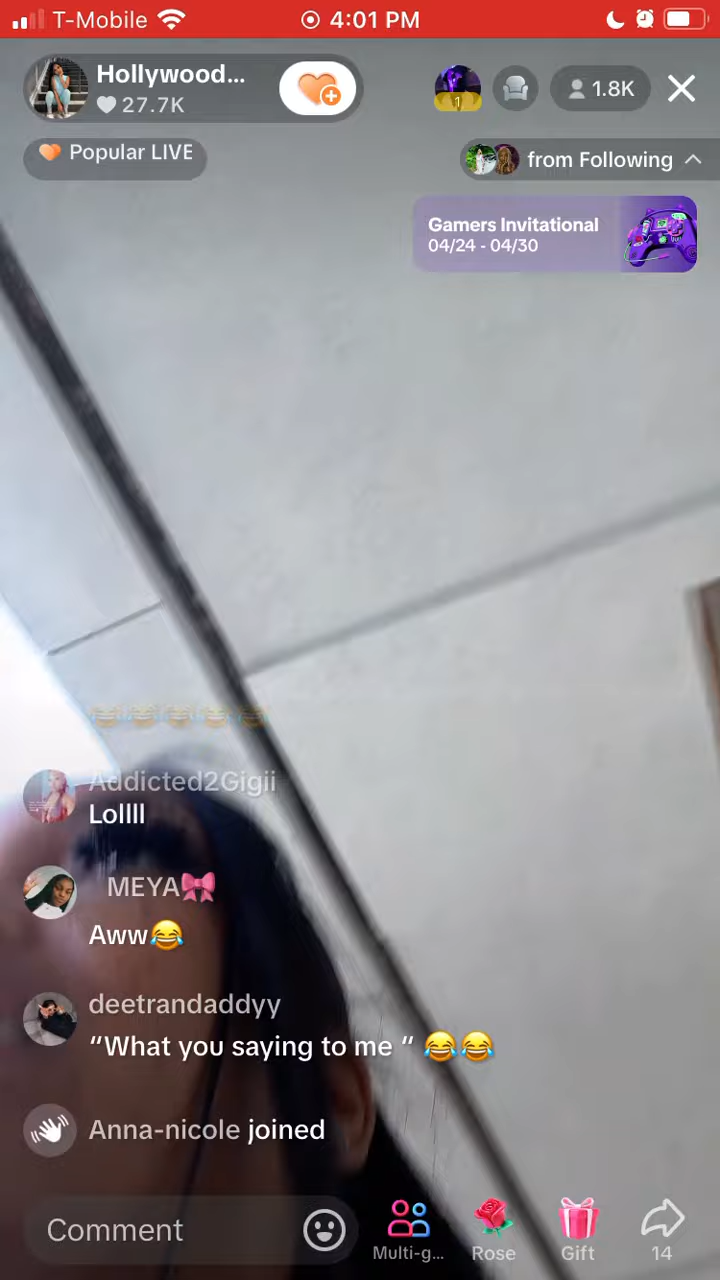 T-Mobile 4:01 PM
Hollywood...
27.7K
1
1.8K
Popular LIVE
from Following
Gamers Invitational
04/24 - 04/30
😂😂😂😂😂
Addicted2Gigii
Lollll
MEYA🎀
Aww😂
deetrandaddyy
“What you saying to me “ 😂😂
Anna-nicole joined
Comment
Multi-g...
Rose
Gift
14